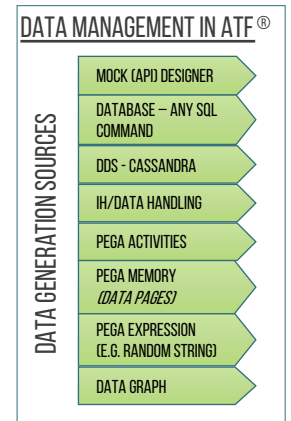 DATA MANAGEMENT IN ATF ®
DATA GENERATION SOURCES
MOCK (API) DESIGNER
DATABASE – ANY SQL
COMMAND
DDS - CASSANDRA
IH/DATA HANDLING
PEGA ACTIVITIES
PEGA MEMORY
(DATA PAGES)
PEGA EXPRESSION
(E.G. RANDOM STRING)
DATA GRAPH